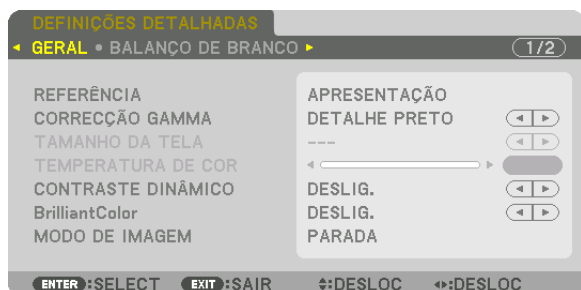 DEFINIÇÕES DETALHADAS
GERAL • BALANÇO DE BRANCO 1/2
REFERÊNCIA APRESENTAÇÃO
CORRECÇÃO GAMMA DETALHE PRETO
TAMANHO DA TELA ---
TEMPERATURA DE COR
CONTRASTE DINÂMICO DESLIG.
BrilliantColor DESLIG.
MODO DE IMAGEM PARADA
ENTER :SELECT EXIT :SAIR :DESLOC :DESLOC